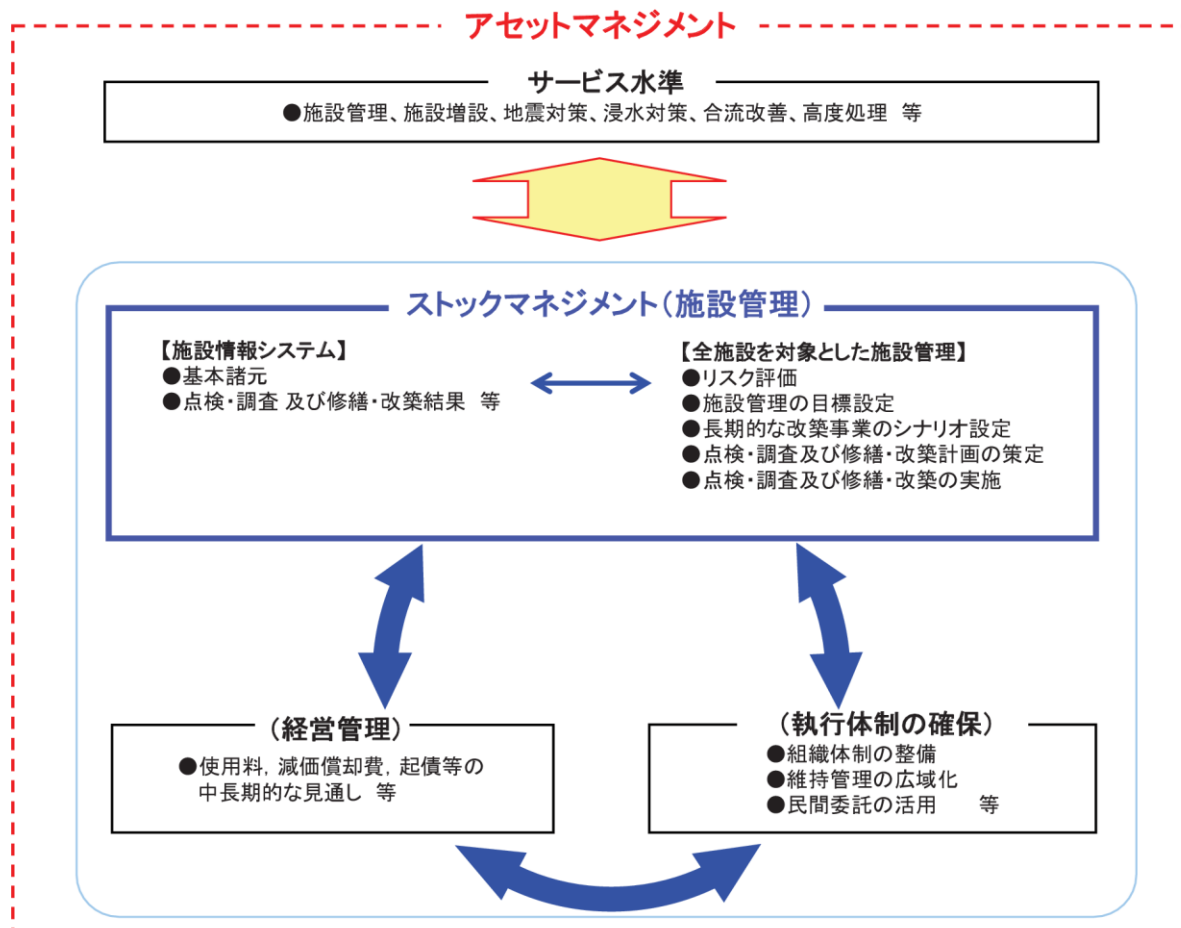 アセットマネジメント
サービス水準
●施設管理、施設増設、地震対策、浸水対策、合流改善、高度処理 等
ストックマネジメント（施設管理）
【施設情報システム】
●基本諸元
●点検・調査 及び修繕・改築結果 等
【全施設を対象とした施設管理】
●リスク評価
●施設管理の目標設定
●長期的な改築事業のシナリオ設定
●点検・調査及び修繕・改築計画の策定
●点検・調査及び修繕・改築の実施
（経営管理）
●使用料，減価償却費，起債等の
中長期的な見通し 等
（執行体制の確保）
●組織体制の整備
●維持管理の広域化
●民間委託の活用 等